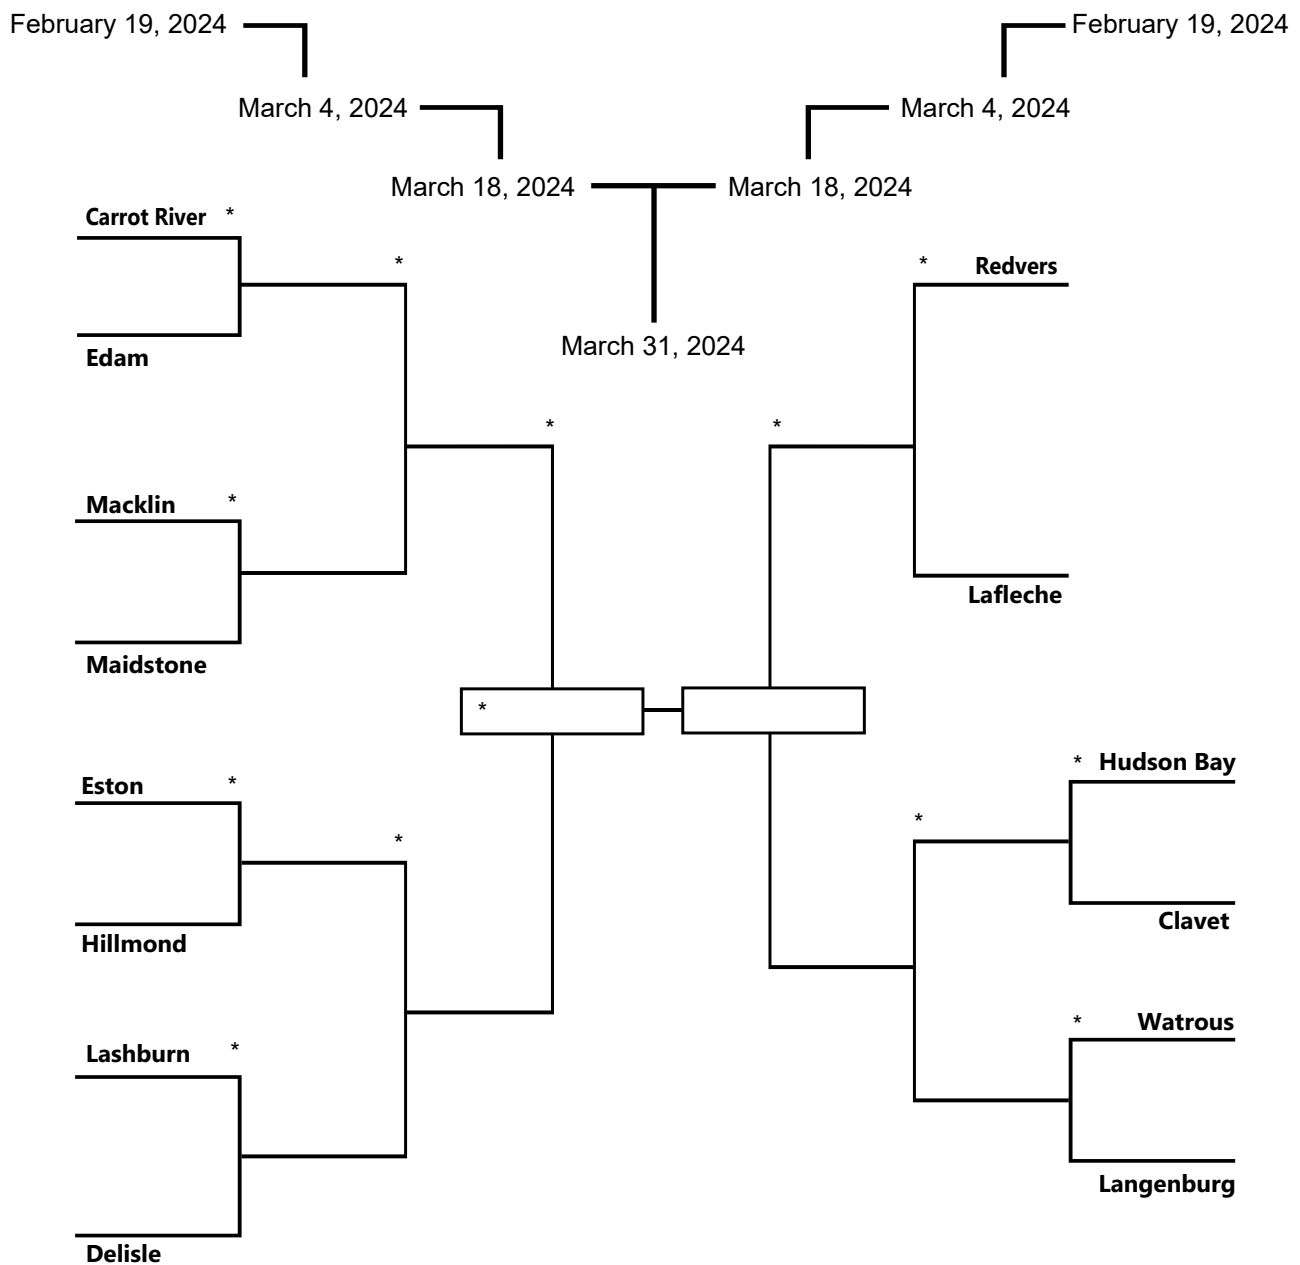 February 19, 2024
February 19, 2024
March 4, 2024
March 4, 2024
March 18, 2024
March 18, 2024
March 31, 2024
Carrot River *
*
Edam
Macklin *
Maidstone
*
* Redvers
*
Lafleche
*
Eston *
*
Hillmond
Lashburn *
Delisle
* Hudson Bay
*
Clavet
* Watrous
Langenburg